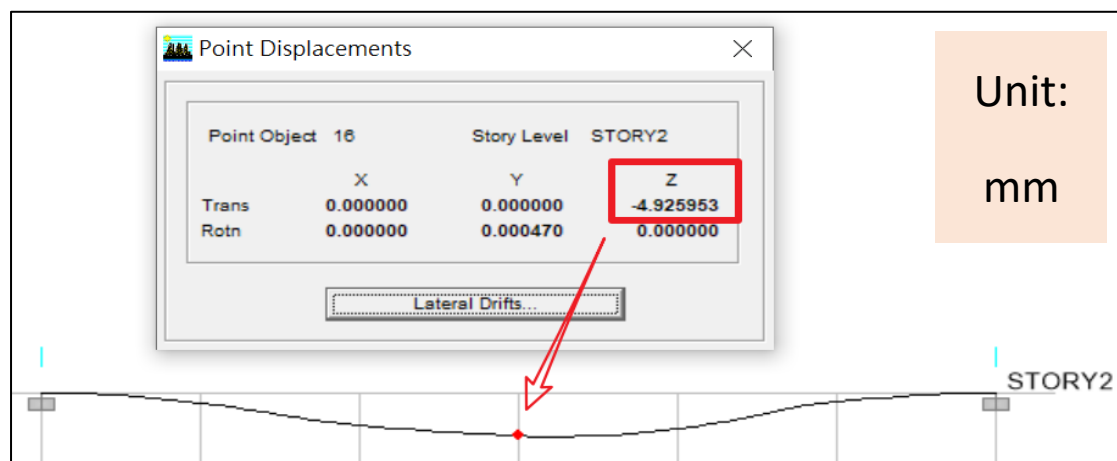 Point Displacements
Unit:
mm
Point Object 16 Story Level STORY2
X Y Z
Trans 0.000000 0.000000 -4.925953
Rotn 0.000000 0.000470 0.000000
Lateral Drifts...
STORY2